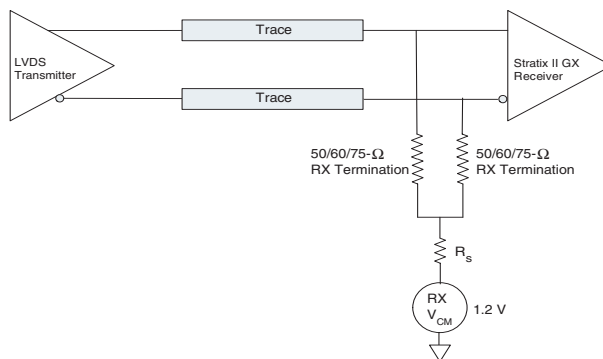 LVDS
Transmitter
Trace
Stratix II GX
Receiver
Trace
50/60/75-Ω
RX Termination
50/60/75-Ω
RX Termination
Rs
RX
VCM
1.2 V